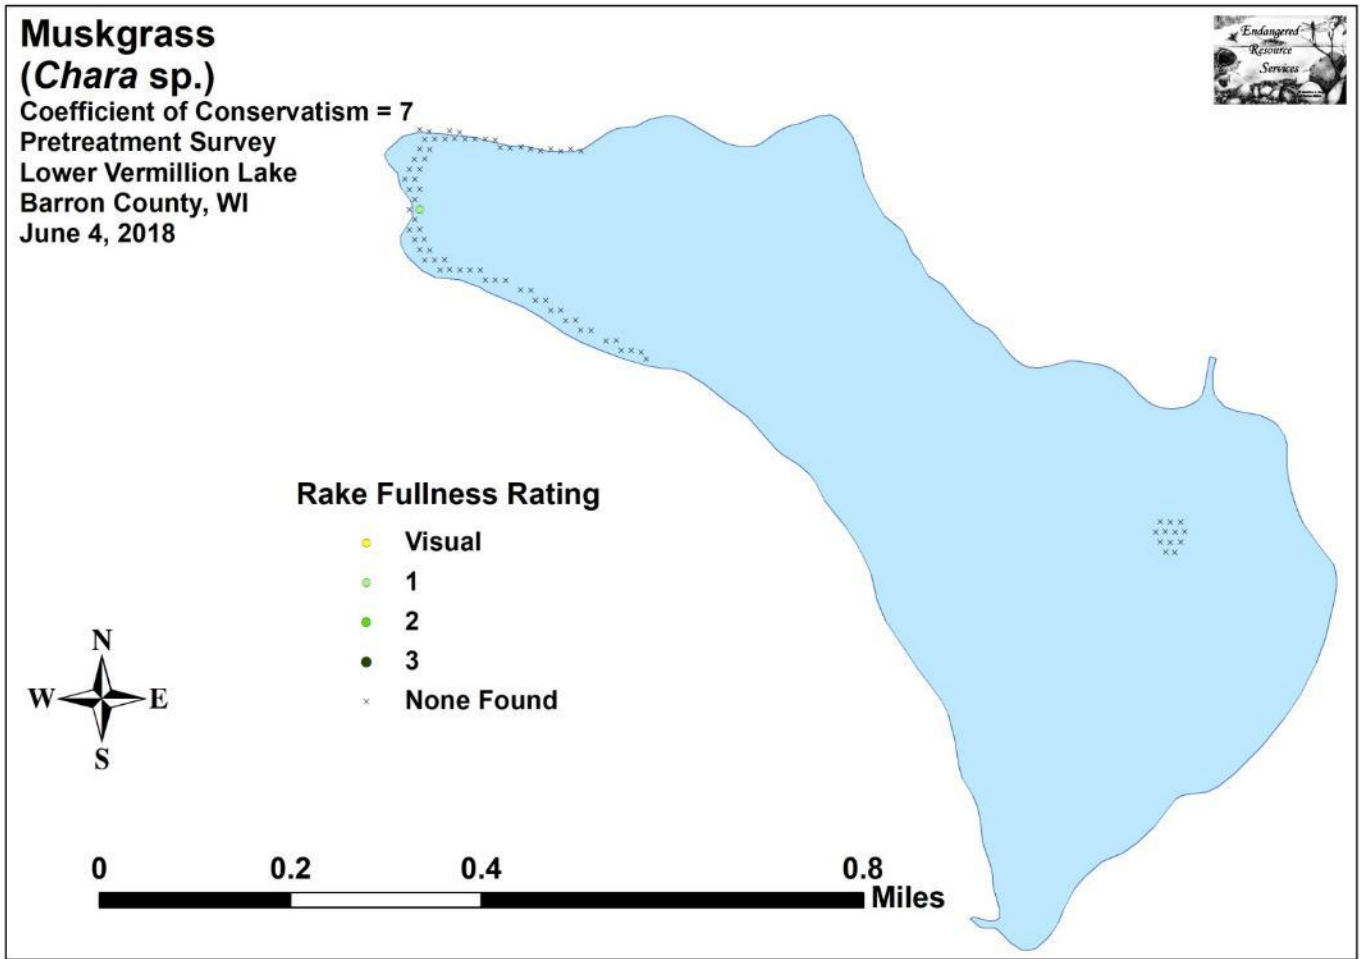 Muskgrass
(Chara sp.)
Coefficient of Conservatism = 7
Pretreatment Survey
Lower Vermillion Lake
Barron County, WI
June 4, 2018
Endangered
Resource
Services
Rake Fullness Rating
Visual
1
2
3
None Found
N
W E
S
0 0.2 0.4 0.8
Miles